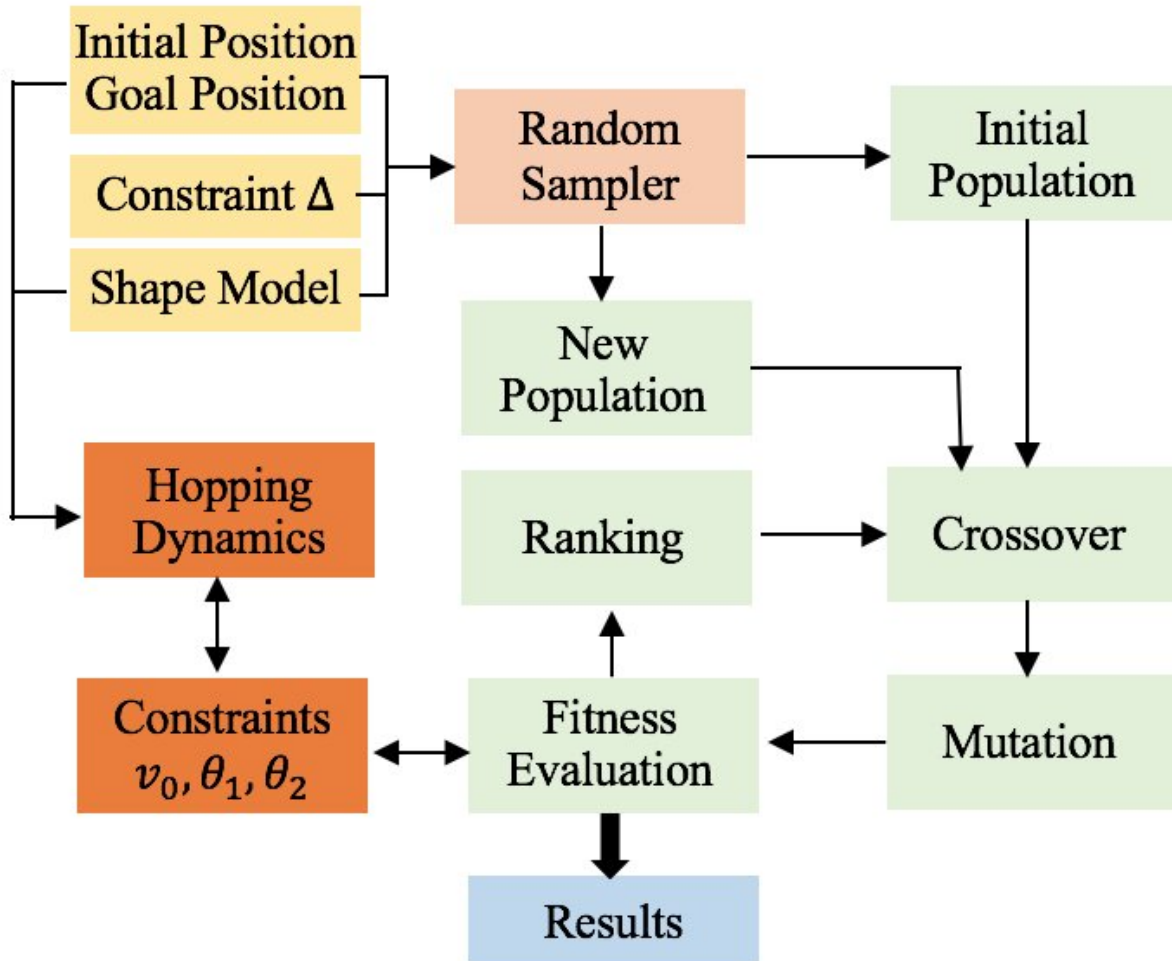 Initial Position
Goal Position
Constraint Δ
Shape Model
Random
Sampler
Initial
Population
New
Population
Hopping
Dynamics
Ranking
Crossover
Constraints
v₀, θ₁, θ₂
Fitness
Evaluation
Mutation
Results